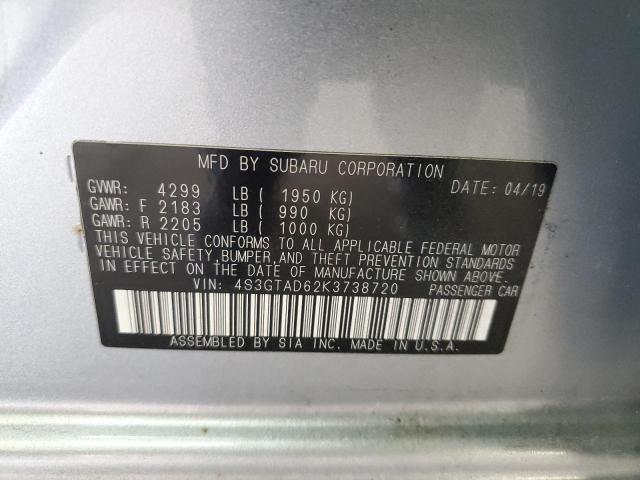 MFD BY SUBARU CORPORATION
GVWR: 4299 LB ( 1950 KG) DATE: 04/19
GAWR: F 2183 LB ( 990 KG)
GAWR: R 2205 LB ( 1000 KG)
THIS VEHICLE CONFORMS TO ALL APPLICABLE FEDERAL MOTOR
VEHICLE SAFETY,BUMPER,AND THEFT PREVENTION STANDARDS
IN EFFECT ON THE DATE OF MANUFACTURE SHOWN ABOVE.
VIN: 4S3GTAD62K3738720 PASSENGER CAR
ASSEMBLED BY SIA INC. MADE IN U.S.A.